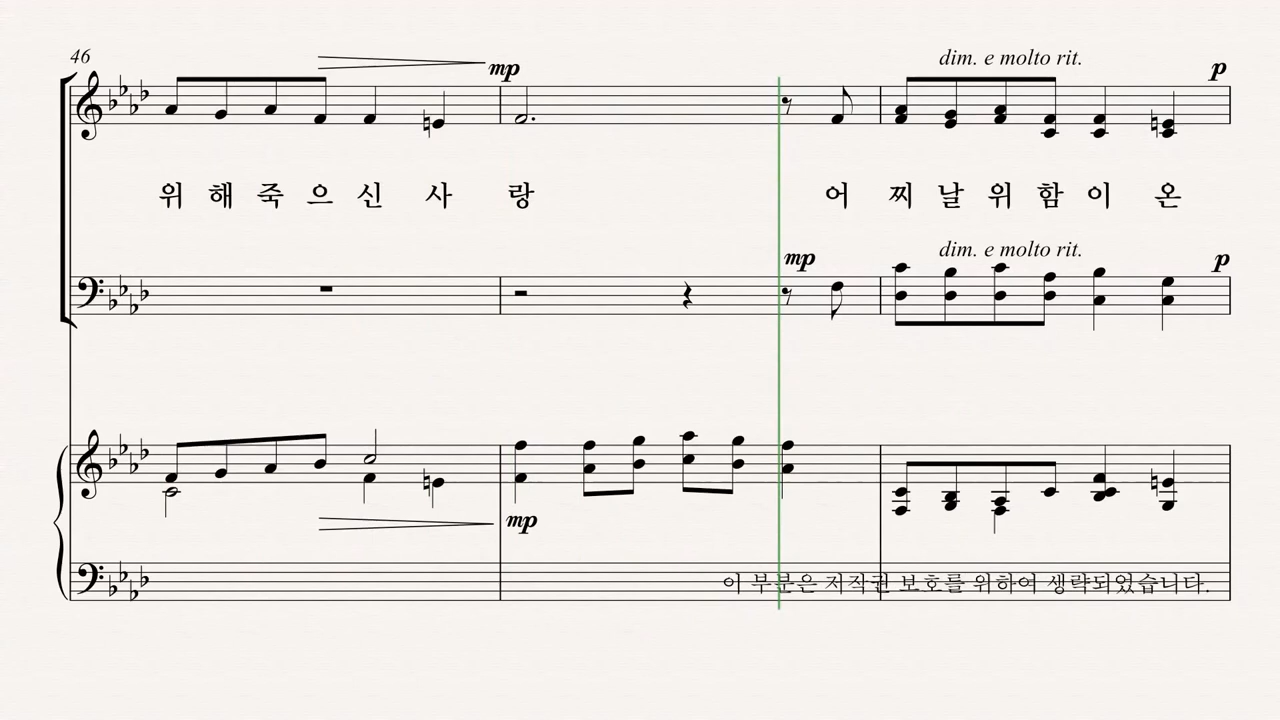 46
mp
dim. e molto rit.
p
위 해 죽 으 신 사 랑 어 찌 날 위 함 이 온
mp
dim. e molto rit.
p
mp
이 부분은 저작권 보호를 위하여 생략되었습니다.